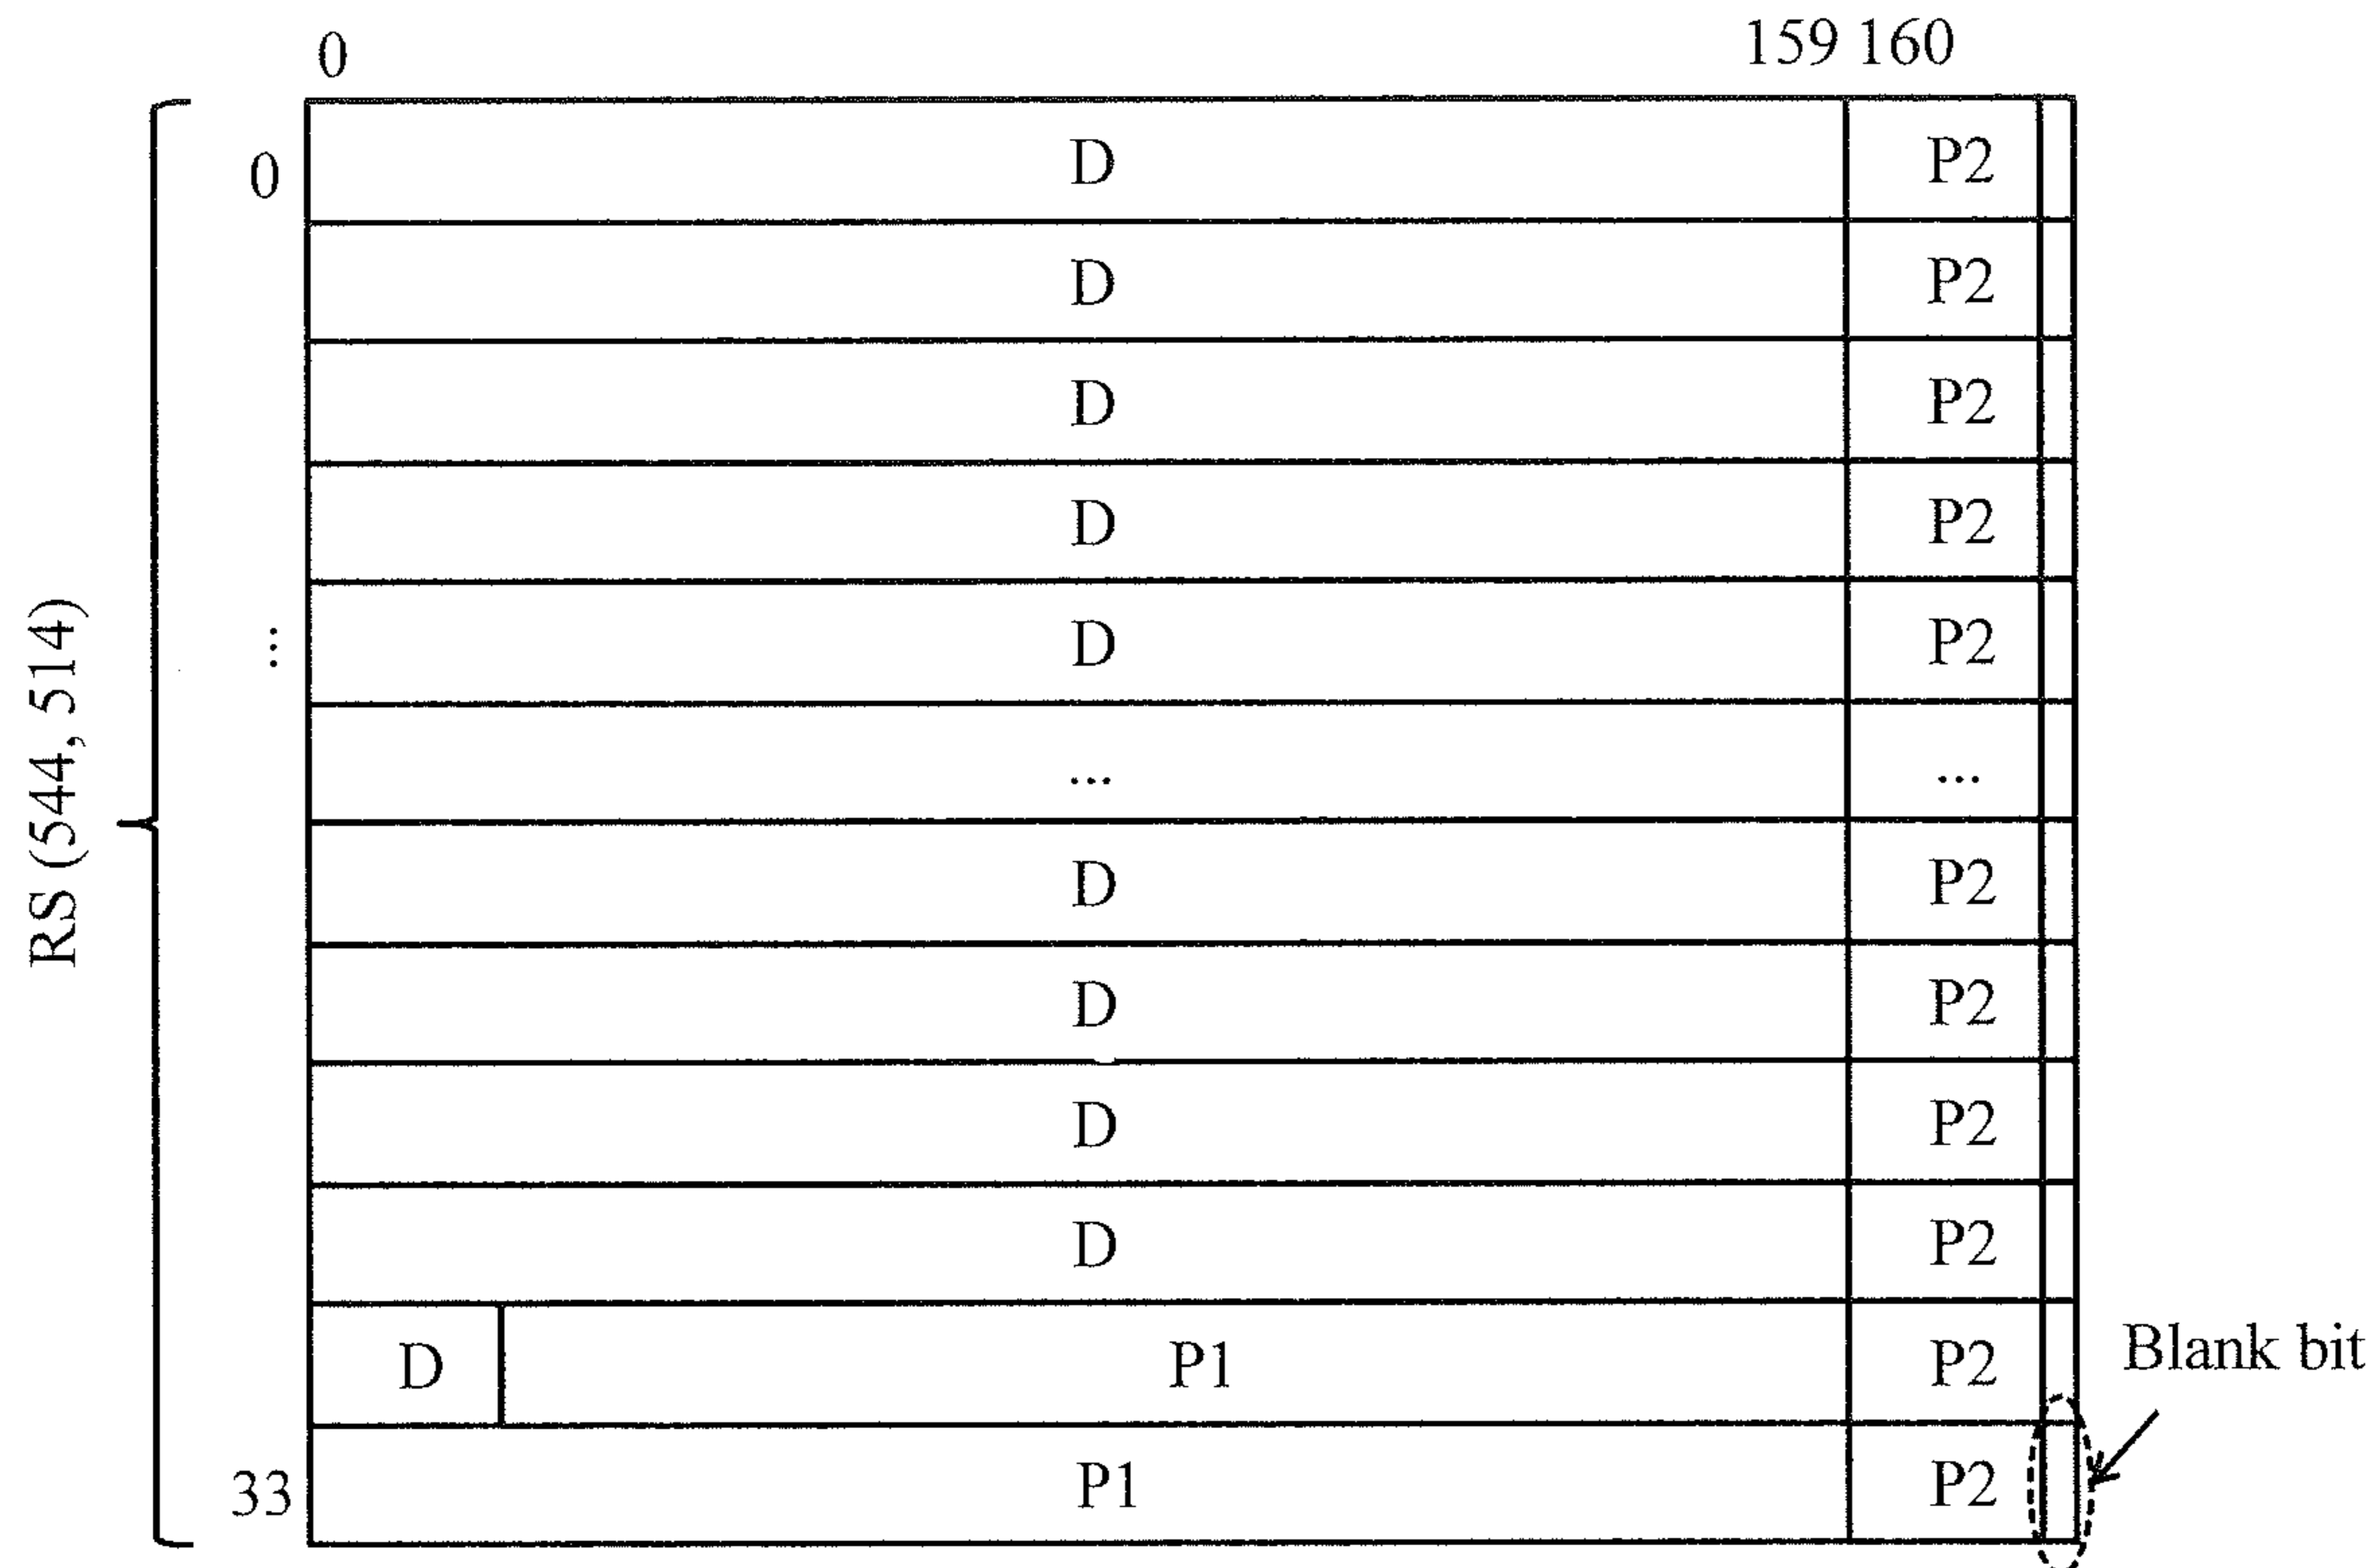 0 159 160
0 D P2
D P2
D P2
D P2
... D P2
... ...
D P2
D P2
D P2
D P2
D P1 P2
33 P1 P2
RS (544, 514)
Blank bit